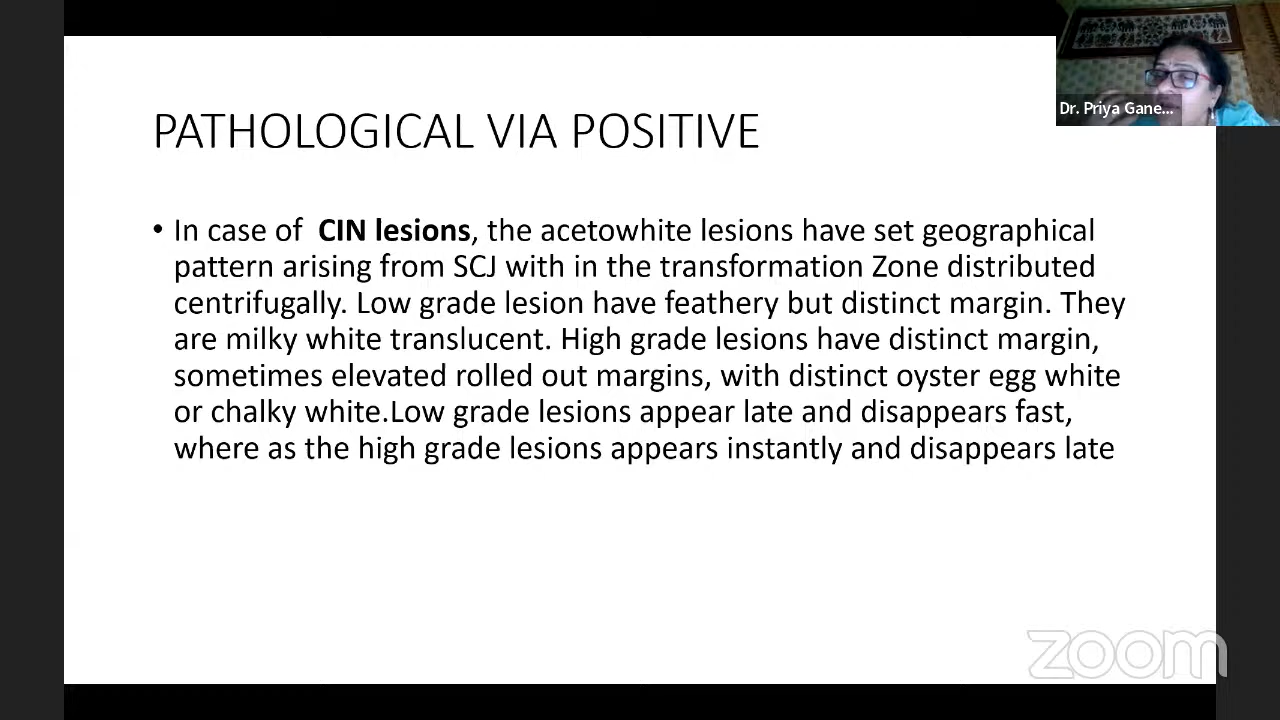 PATHOLOGICAL VIA POSITIVE
• In case of  CIN lesions, the acetowhite lesions have set geographical
pattern arising from SCJ with in the transformation Zone distributed
centrifugally. Low grade lesion have feathery but distinct margin. They
are milky white translucent. High grade lesions have distinct margin,
sometimes elevated rolled out margins, with distinct oyster egg white
or chalky white.Low grade lesions appear late and disappears fast,
where as the high grade lesions appears instantly and disappears late
Dr. Priya Gane...
zoom